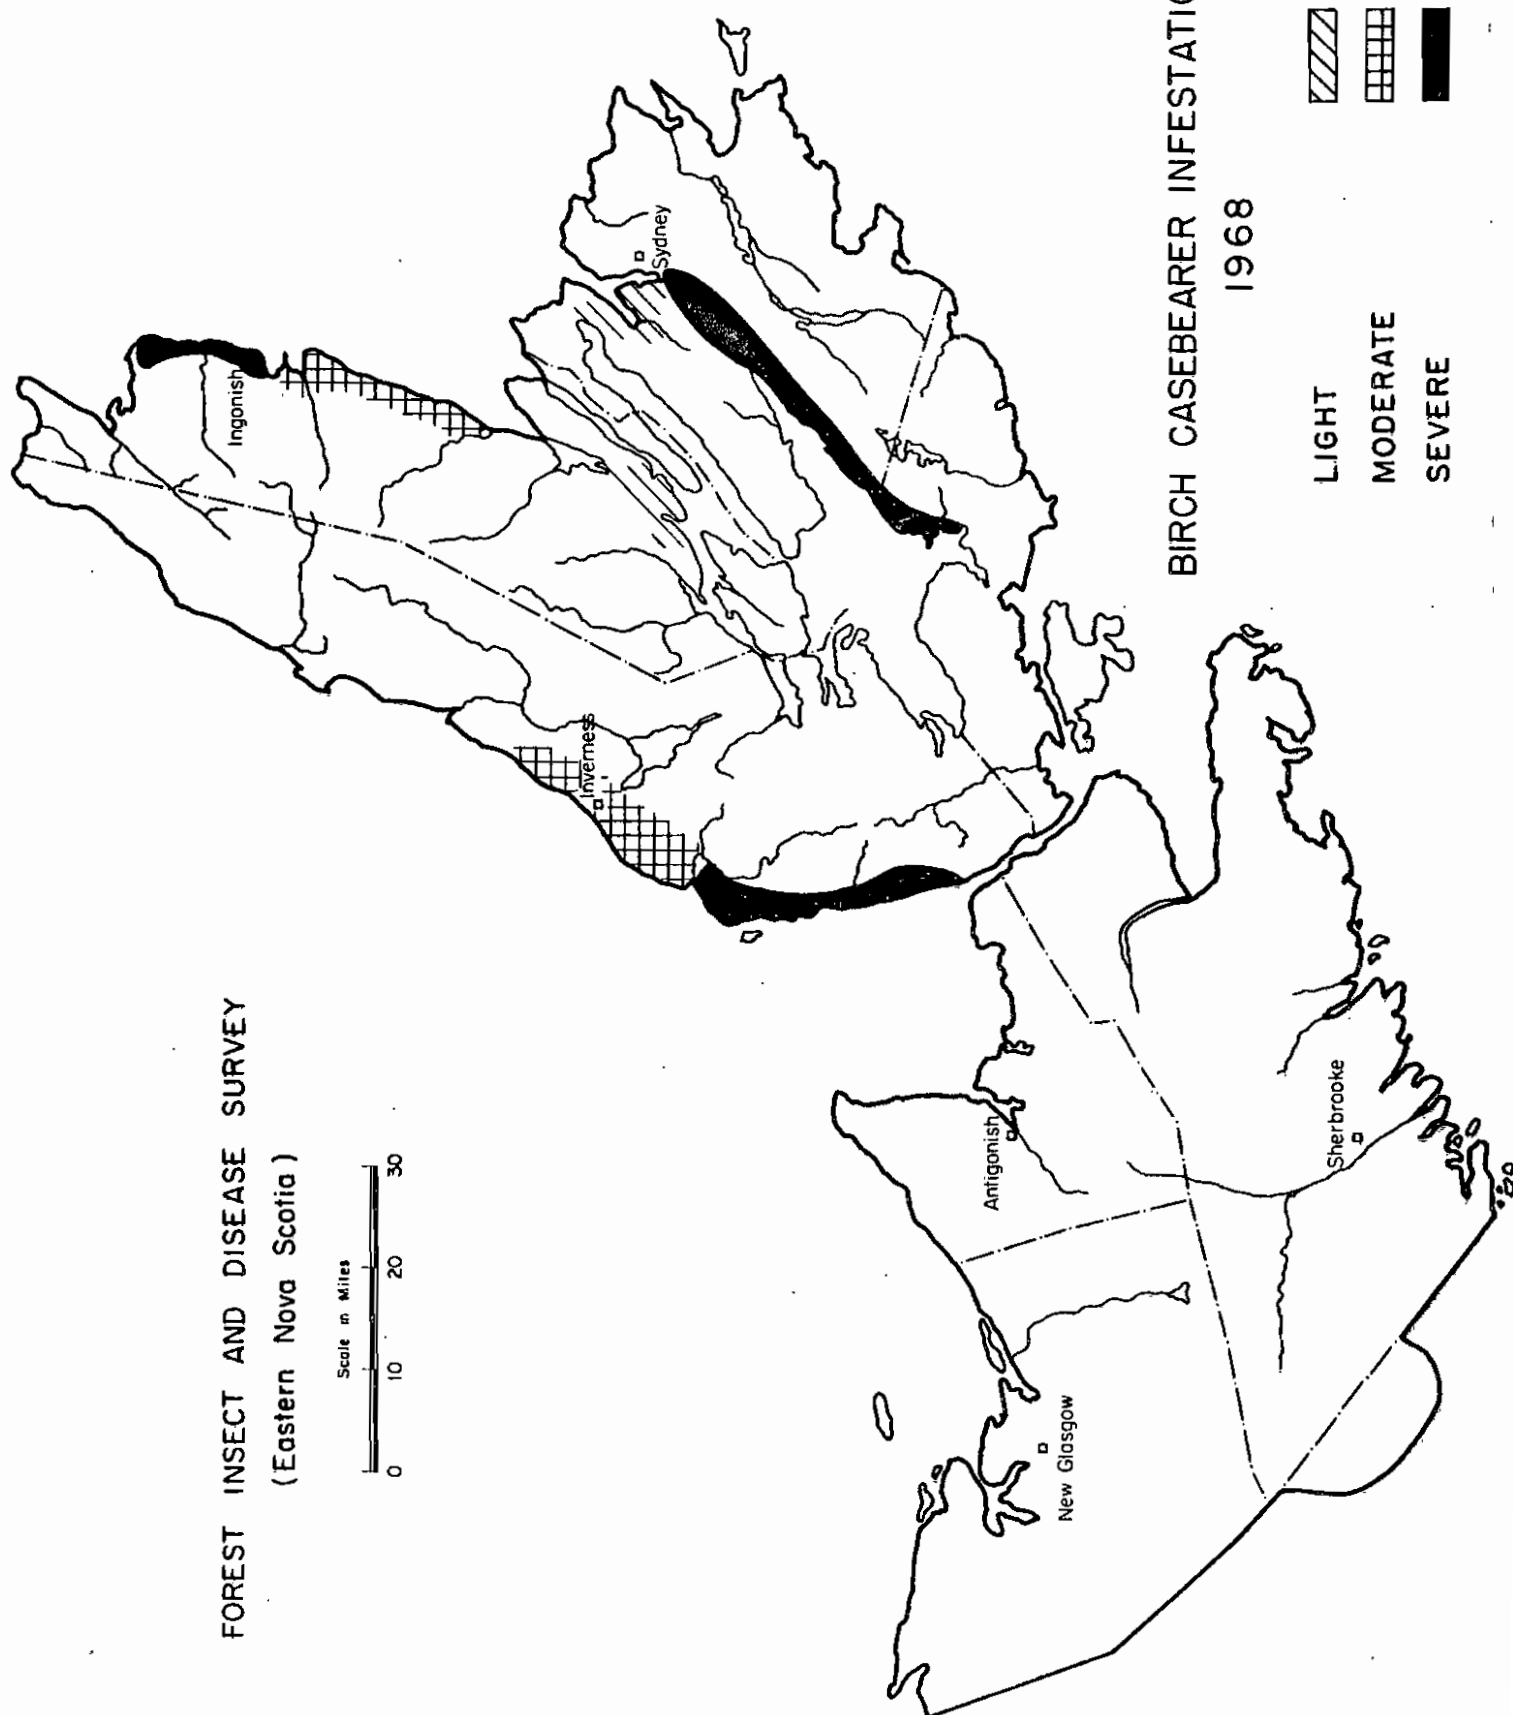 FOREST INSECT AND DISEASE SURVEY
(Eastern Nova Scotia)
Scale in Miles
0 10 20 30
Ingonish
Sydney
Inverness
Antigonish
New Glasgow
Sherbrooke
BIRCH CASEBEARER INFESTATIO
1968
LIGHT
MODERATE
SEVERE